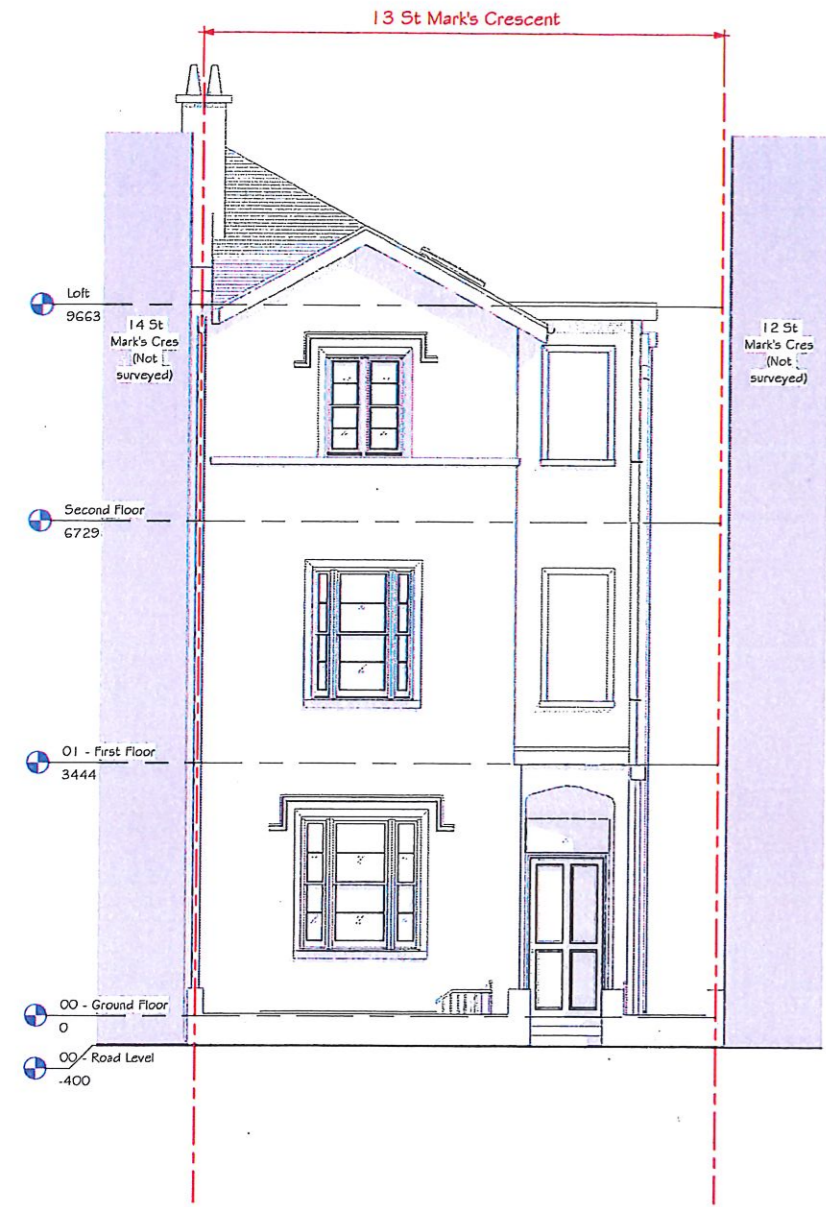 13 St Mark's Crescent
Loft
9663
14 St
Mark's Cres
(Not
surveyed)
12 St
Mark's Cres
(Not
surveyed)
Second Floor
6729
01 - First Floor
3444
00 - Ground Floor
0
00 - Road Level
-400